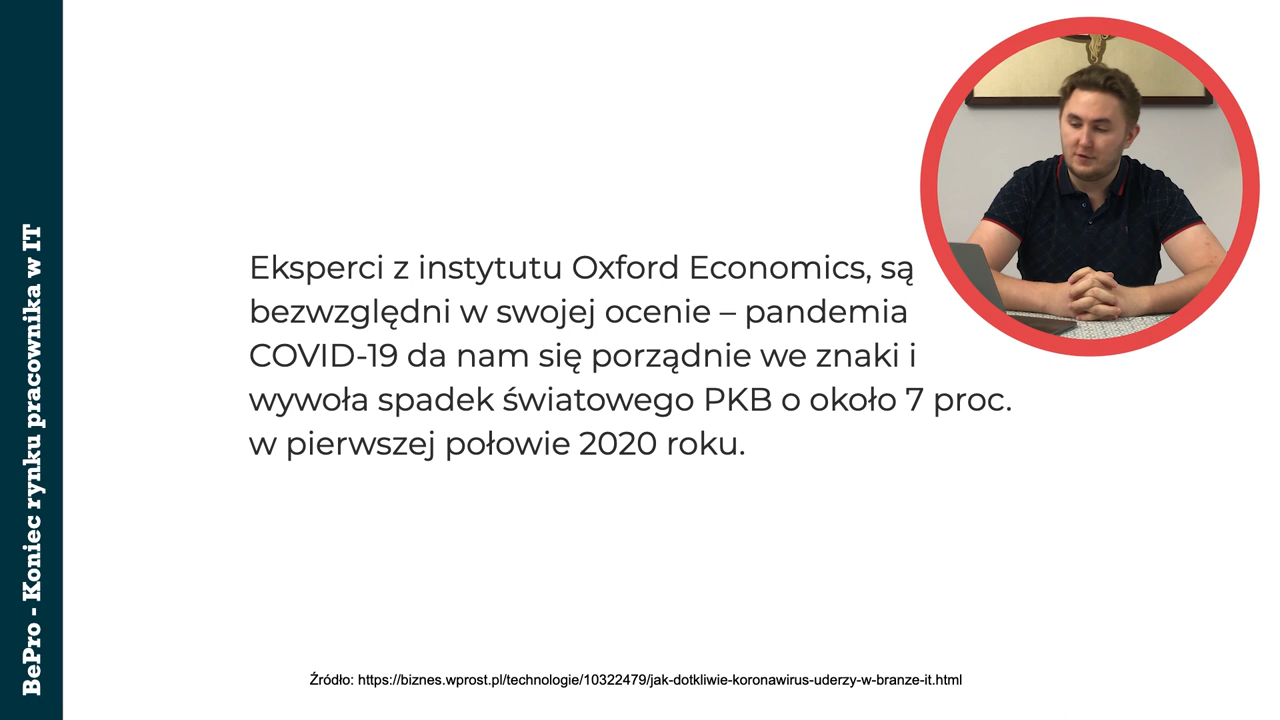 BePro - Koniec rynku pracownika w IT
Eksperci z instytutu Oxford Economics, są
bezwzględni w swojej ocenie – pandemia
COVID-19 da nam się porządnie we znaki i
wywoła spadek światowego PKB o około 7 proc.
w pierwszej połowie 2020 roku.
Źródło: https://biznes.wprost.pl/technologie/10322479/jak-dotkliwie-koronawirus-uderzy-w-branze-it.html